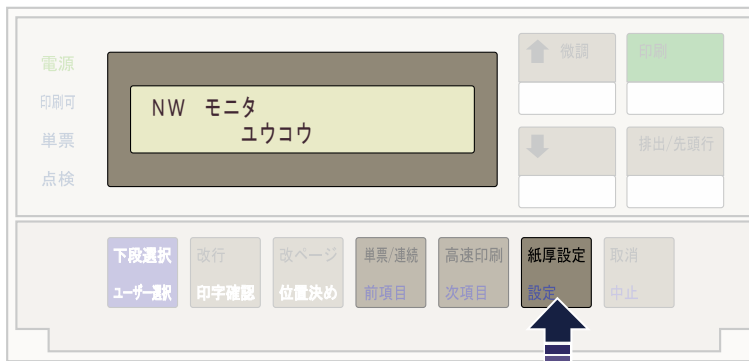 電源
印刷可
単票
点検
NW モニタ
ユウコウ
微調
印刷
排出/先頭行
下段選択
ユーザー選択
改行
印字確認
改ページ
位置決め
単票/連続
前項目
高速印刷
次項目
紙厚設定
設定
取消
中止